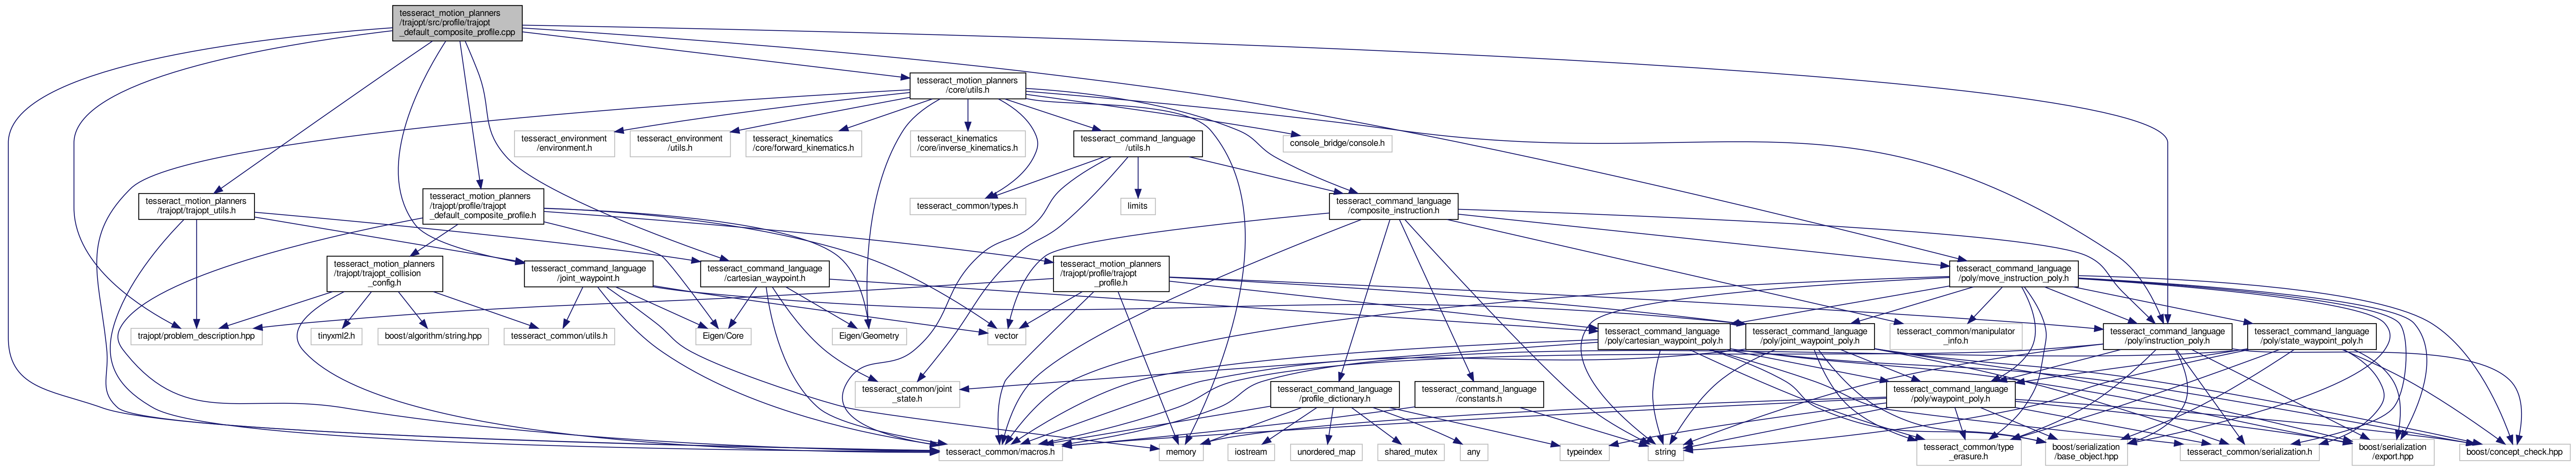 tesseract_motion_planners
/trajopt/src/profile/trajopt
_default_composite_profile.cpp
tesseract_motion_planners
/core/utils.h
tesseract_environment
/environment.h
tesseract_environment
/utils.h
tesseract_kinematics
/core/forward_kinematics.h
tesseract_kinematics
/core/inverse_kinematics.h
tesseract_command_language
/utils.h
console_bridge/console.h
tesseract_motion_planners
/trajopt/trajopt_utils.h
tesseract_motion_planners
/trajopt/profile/trajopt
_default_composite_profile.h
tesseract_common/types.h
limits
tesseract_command_language
/composite_instruction.h
tesseract_motion_planners
/trajopt/trajopt_collision
_config.h
tesseract_command_language
/joint_waypoint.h
tesseract_command_language
/cartesian_waypoint.h
tesseract_motion_planners
/trajopt/profile/trajopt
_profile.h
tesseract_command_language
/poly/move_instruction_poly.h
trajopt/problem_description.hpp
tinyxml2.h
boost/algorithm/string.hpp
tesseract_common/utils.h
Eigen/Core
Eigen/Geometry
vector
tesseract_command_language
/poly/cartesian_waypoint_poly.h
tesseract_command_language
/poly/joint_waypoint_poly.h
tesseract_common/manipulator
_info.h
tesseract_command_language
/poly/instruction_poly.h
tesseract_command_language
/poly/state_waypoint_poly.h
tesseract_common/joint
_state.h
tesseract_command_language
/profile_dictionary.h
tesseract_command_language
/constants.h
tesseract_command_language
/poly/waypoint_poly.h
tesseract_common/macros.h
memory
iostream
unordered_map
shared_mutex
any
typeindex
string
tesseract_common/type
_erasure.h
boost/serialization
/base_object.hpp
tesseract_common/serialization.h
boost/serialization
/export.hpp
boost/concept_check.hpp